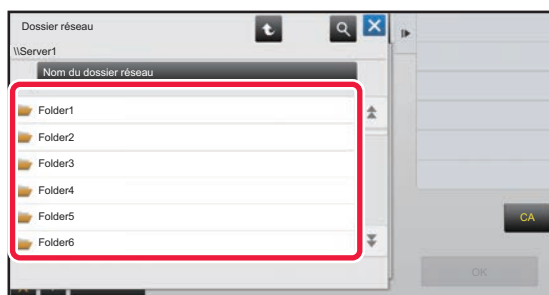 Dossier réseau
\\Server1
Nom du dossier réseau
Folder1
Folder2
Folder3
Folder4
Folder5
Folder6
CA
OK